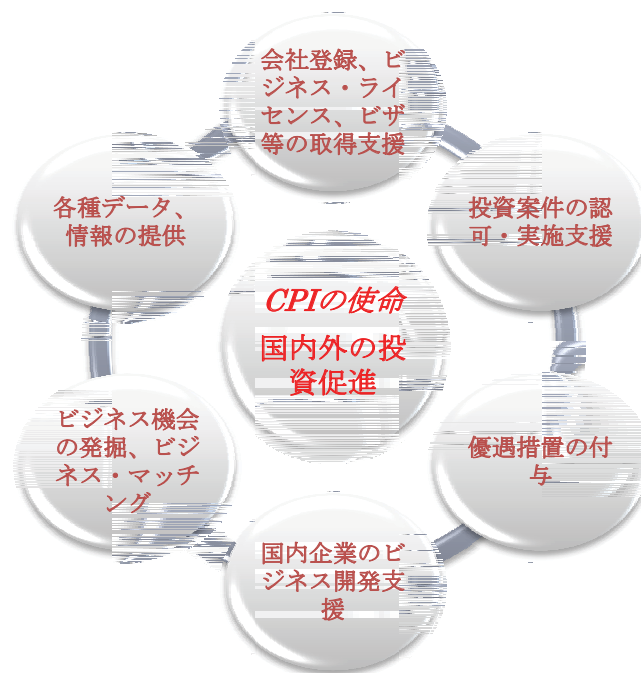 会社登録、ビ
ジネス・ライ
センス、ビザ
等の取得支援
投資案件の認
可・実施支援
優遇措置の付
与
国内企業のビ
ジネス開発支
援
ビジネス機会
の発掘、ビジ
ネス・マッチ
ング
各種データ、
情報の提供
CPIの使命
国内外の投
資促進